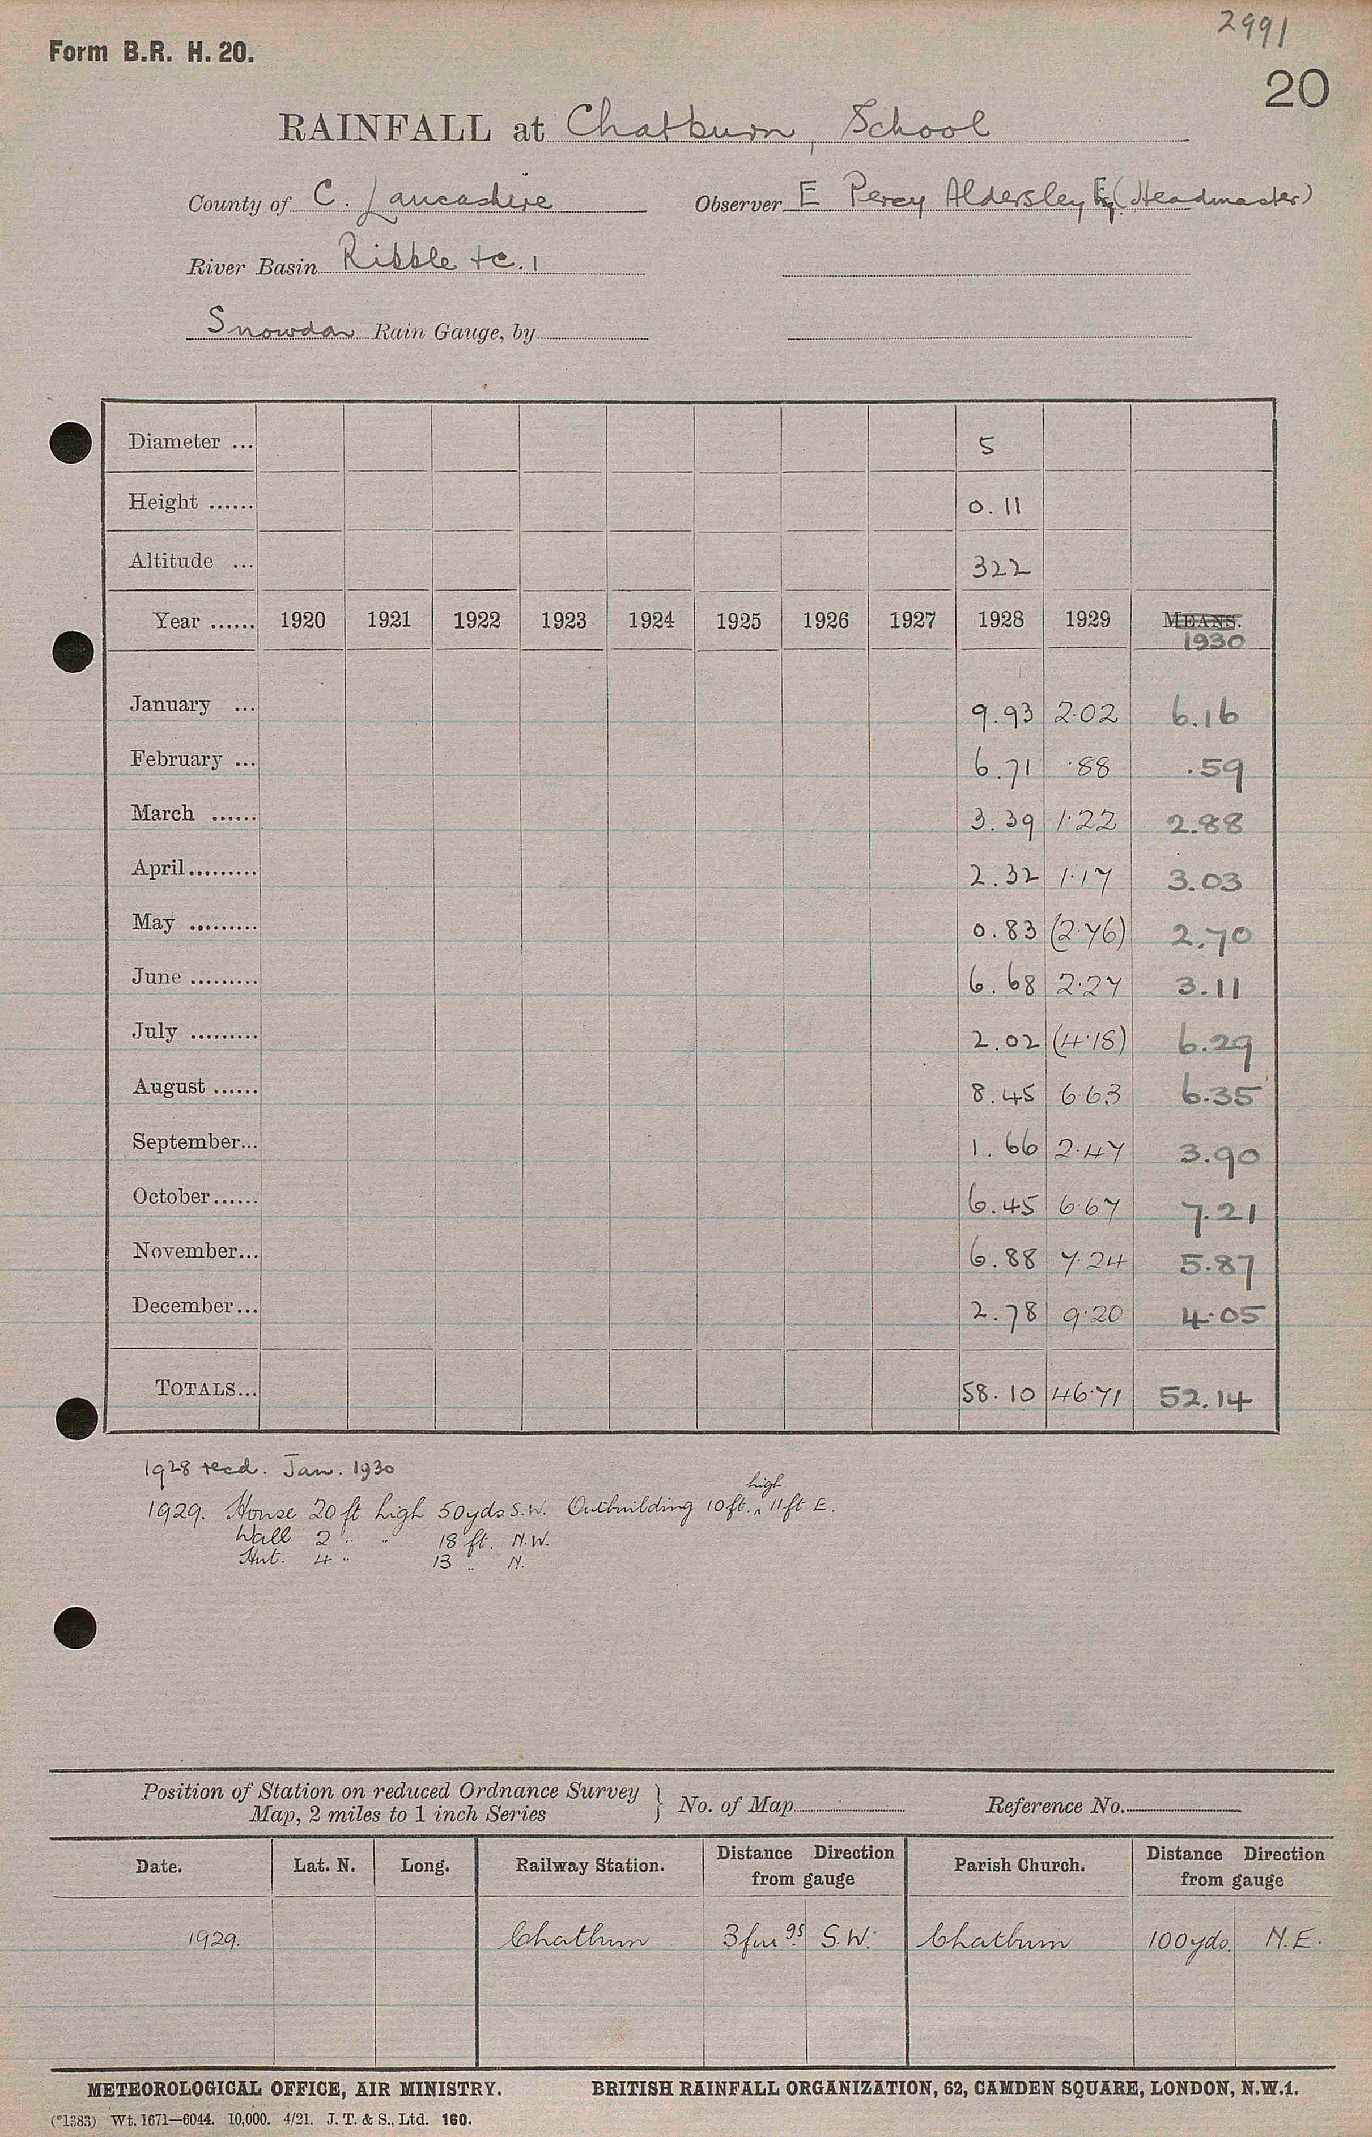 2991
Form B.R. H. 20.
20
RAINFALL at Chatburn, School
County of C. Lancashire Observer E Percy Aldersley Esq (Headmaster)
River Basin Ribble &c. 1
Snowdon Rain Gauge, by
Diameter ... 5
Height ...... 0.11
Altitude ... 322
Year ...... 1920 1921 1922 1923 1924 1925 1926 1927 1928 1929 MEANS.
1930
January ... 9.93 2.02 6.16
February ... 6.71 .88 .59
March ...... 3.39 1.22 2.88
April......... 2.32 1.17 3.03
May ......... 0.83 (2.76) 2.70
June ......... 6.68 2.27 3.11
July ......... 2.02 (4.18) 6.29
August ...... 8.45 6.63 6.35
September... 1.66 2.47 3.90
October...... 6.45 6.67 7.21
November... 6.88 7.24 5.87
December... 2.78 9.20 4.05
TOTALS... 58.10 46.71 52.14
1928 recd. Jan. 1930
1929. House 20 ft high 50yds S.W. Outbuilding 10ft. high 11ft E.
Wall 2 " " 18 ft. N.W.
Hut. 4 " 13 " N.
Position of Station on reduced Ordnance Survey
Map, 2 miles to 1 inch Series } No. of Map Reference No.
Date. Lat. N. Long. Railway Station. Distance Direction from gauge Parish Church. Distance Direction from gauge
1929. Chatburn 3 furgs. S.W. Chatburn 100yds. N.E.
METEOROLOGICAL OFFICE, AIR MINISTRY. BRITISH RAINFALL ORGANIZATION, 62, CAMDEN SQUARE, LONDON, N.W.1.
(*1383) Wt. 1671—6044. 10,000. 4/21. J. T. & S., Ltd. 160.